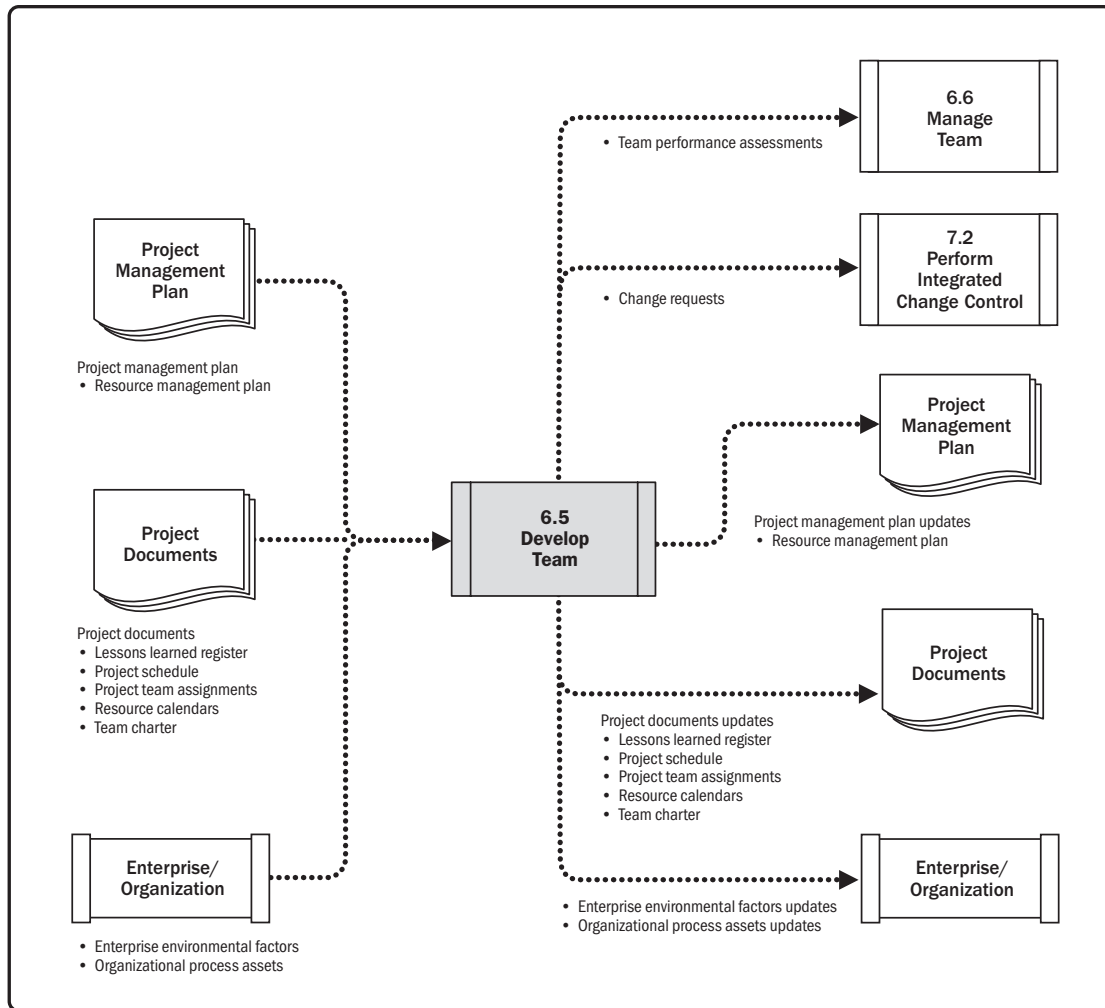 Project
Management
Plan
Project management plan
• Resource management plan
Project
Documents
Project documents
• Lessons learned register
• Project schedule
• Project team assignments
• Resource calendars
• Team charter
Enterprise/
Organization
• Enterprise environmental factors
• Organizational process assets
6.5
Develop
Team
• Team performance assessments
6.6
Manage
Team
• Change requests
7.2
Perform
Integrated
Change Control
Project
Management
Plan
Project management plan updates
• Resource management plan
Project
Documents
Project documents updates
• Lessons learned register
• Project schedule
• Project team assignments
• Resource calendars
• Team charter
Enterprise/
Organization
• Enterprise environmental factors updates
• Organizational process assets updates